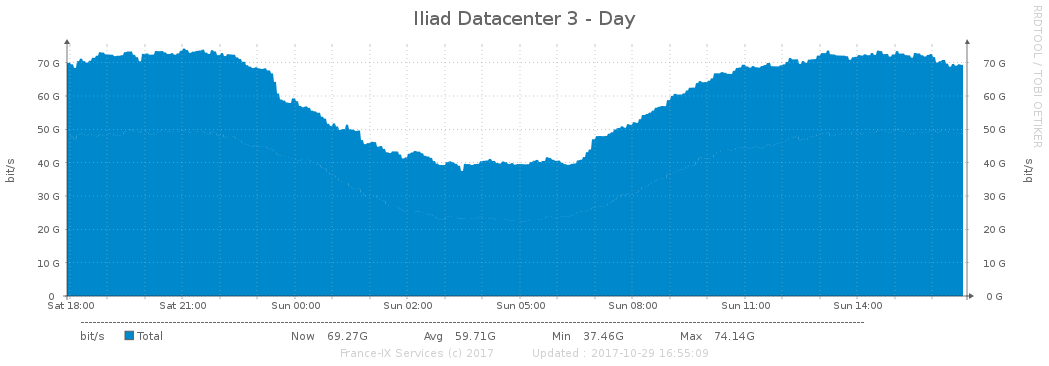 Iliad Datacenter 3 - Day
RRDTOOL / TOBI OETIKER
bit/s
70 G
60 G
50 G
40 G
30 G
20 G
10 G
0
70 G
60 G
50 G
40 G
30 G
20 G
10 G
0 G
bit/s
Sat 18:00 Sat 21:00 Sun 00:00 Sun 02:00 Sun 05:00 Sun 08:00 Sun 11:00 Sun 14:00
bit/s Total Now 69.27G Avg 59.71G Min 37.46G Max 74.14G
France-IX Services (c) 2017 Updated : 2017-10-29 16:55:09